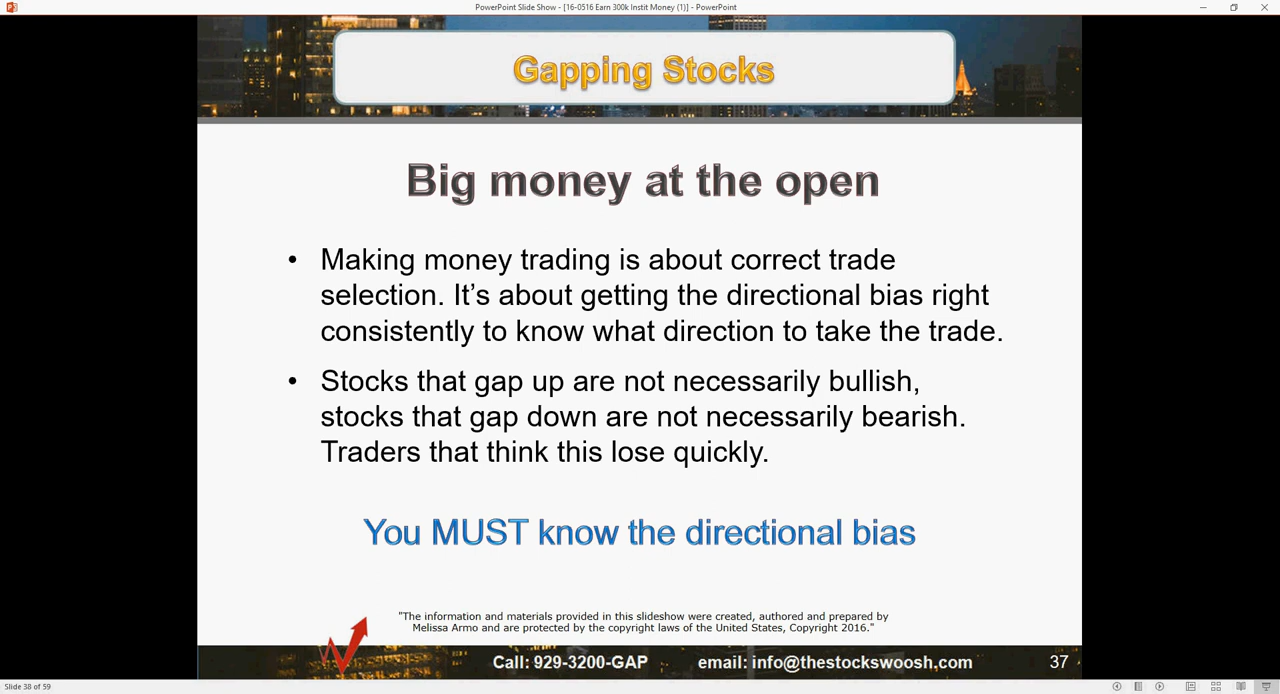 PowerPoint Slide Show - [16-0516 Earn 300k Instit Money (1)] - PowerPoint
Gapping Stocks
Big money at the open
• Making money trading is about correct trade
selection. It’s about getting the directional bias right
consistently to know what direction to take the trade.
• Stocks that gap up are not necessarily bullish,
stocks that gap down are not necessarily bearish.
Traders that think this lose quickly.
You MUST know the directional bias
"The information and materials provided in this slideshow were created, authored and prepared by
Melissa Armo and are protected by the copyright laws of the United States, Copyright 2016."
Call: 929-3200-GAP email: info@thestockswoosh.com 37
Slide 38 of 59